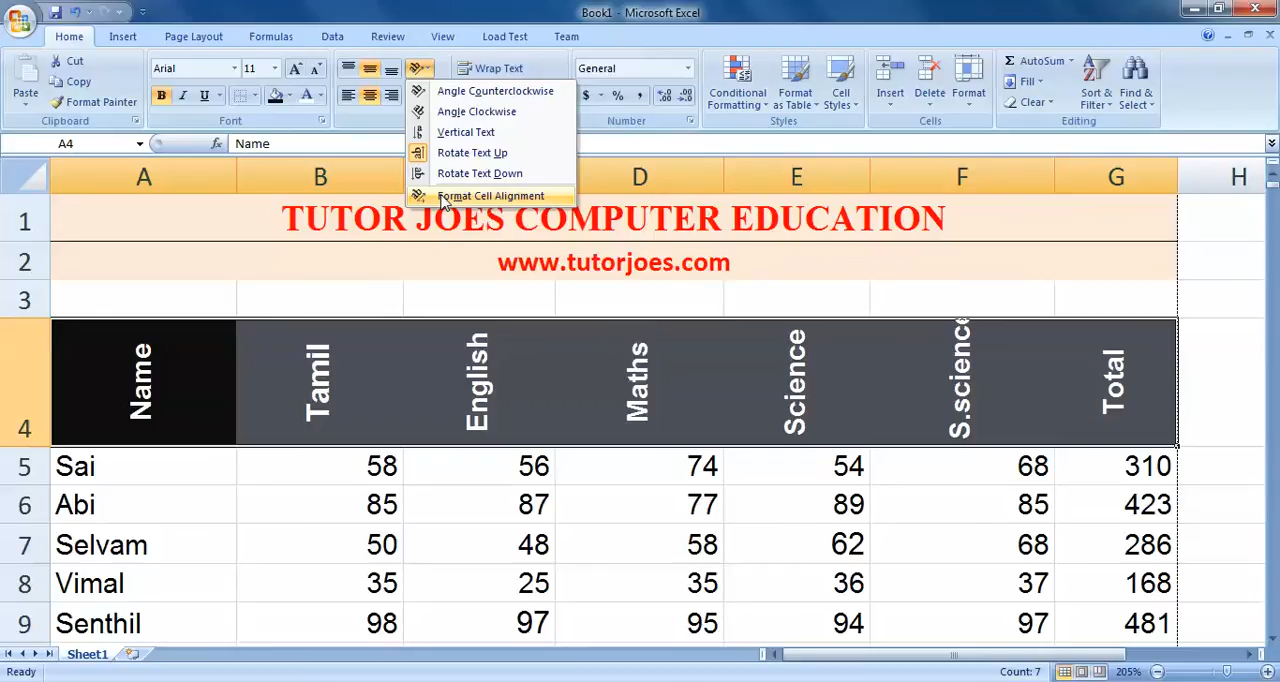 Book1 - Microsoft Excel
Home Insert Page Layout Formulas Data Review View Load Test Team
Cut
Copy
Format Painter
Paste
Clipboard
Arial 11
B I U
Font
Wrap Text
Angle Counterclockwise
Angle Clockwise
Vertical Text
Rotate Text Up
Rotate Text Down
Format Cell Alignment
General
$ % ,
Number
Conditional Formatting
Format as Table
Cell Styles
Styles
Insert Delete Format
Cells
Σ AutoSum
Fill
Clear
Sort & Filter
Find & Select
Editing
A4 fx Name
A B D E F G H
1 TUTOR JOES COMPUTER EDUCATION
2 www.tutorjoes.com
3
4 Name Tamil English Maths Science S.science Total
5 Sai 58 56 74 54 68 310
6 Abi 85 87 77 89 85 423
7 Selvam 50 48 58 62 68 286
8 Vimal 35 25 35 36 37 168
9 Senthil 98 97 95 94 97 481
Sheet1
Ready Count: 7 205%